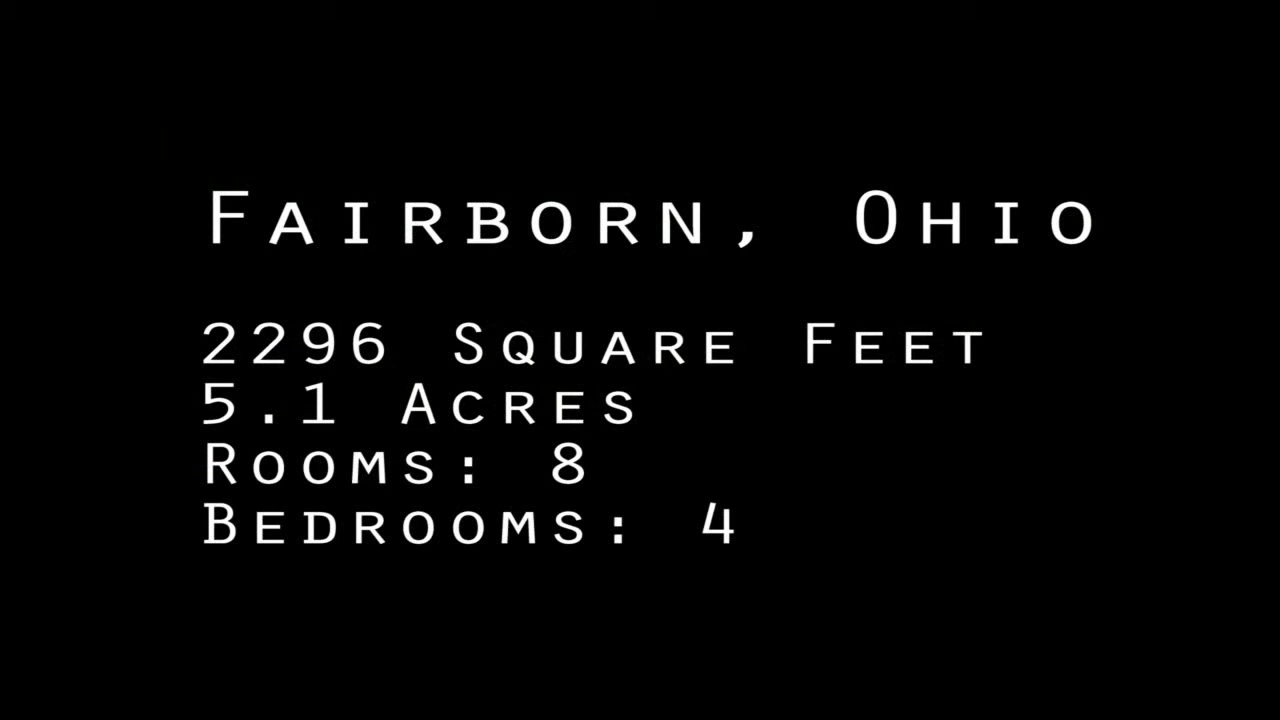 Fairborn, Ohio
2296 Square Feet
5.1 Acres
Rooms: 8
Bedrooms: 4